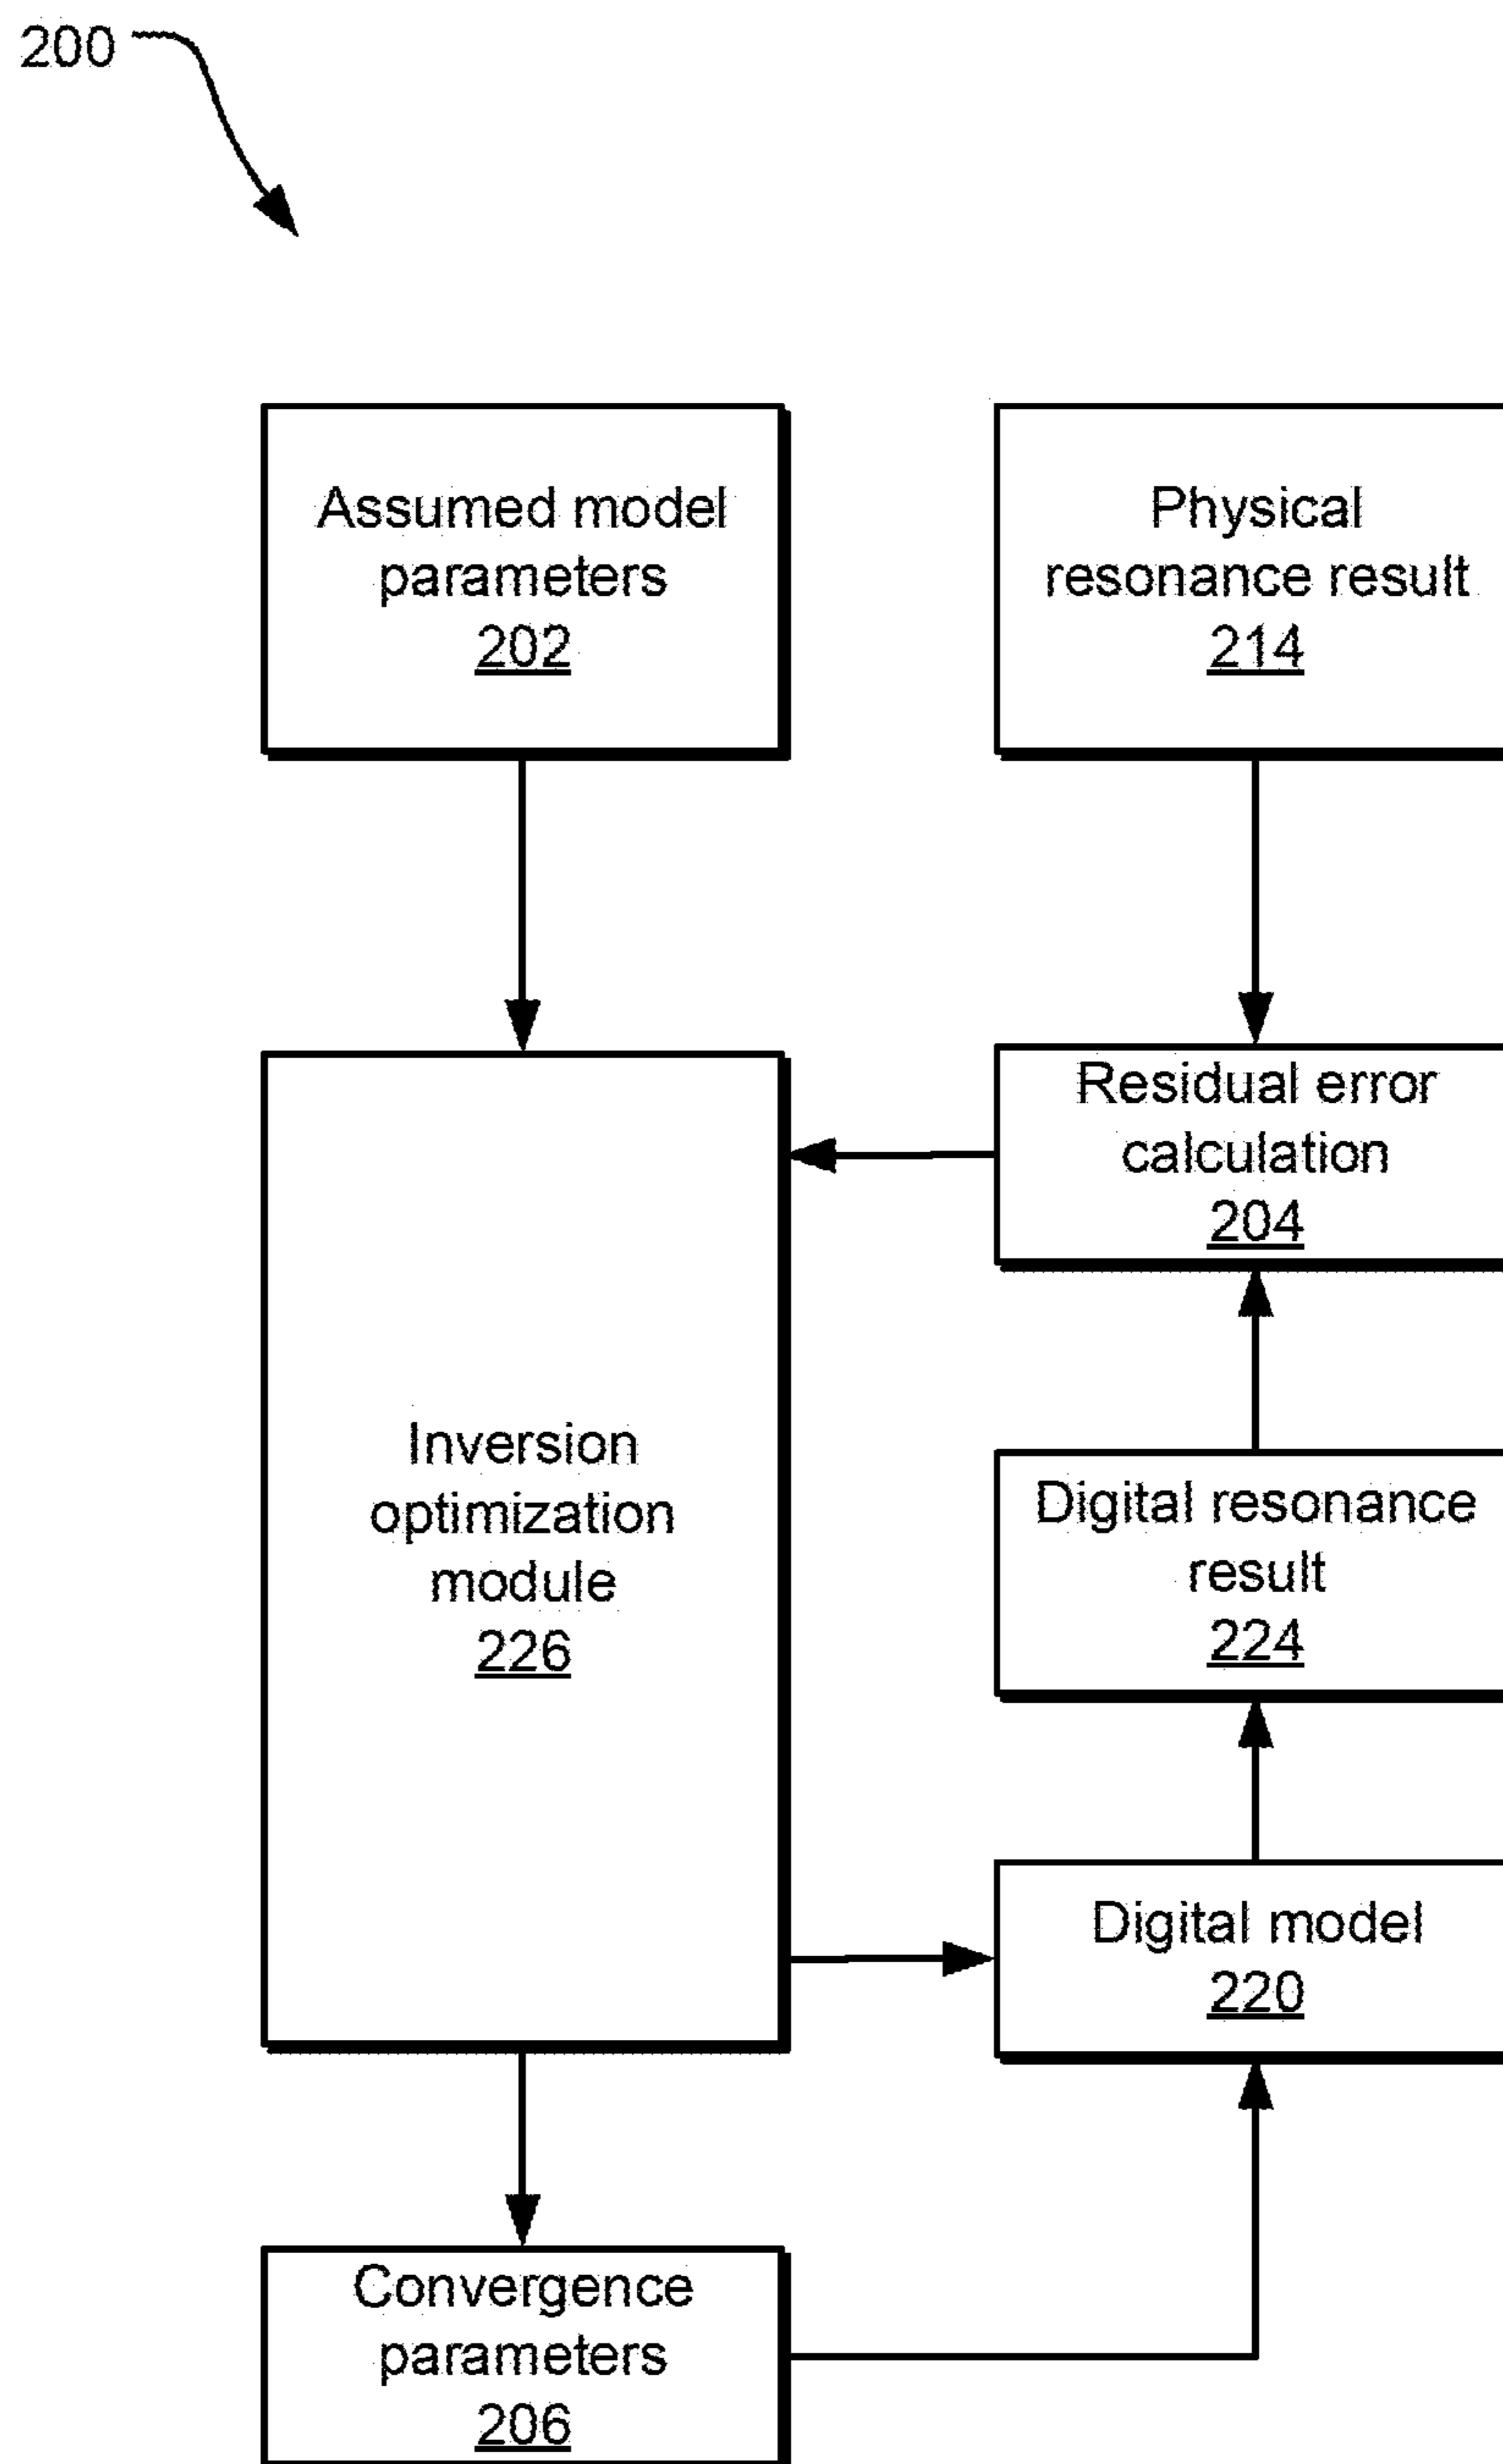 200
Assumed model
parameters
202
Physical
resonance result
214
Residual error
calculation
204
Inversion
optimization
module
226
Digital resonance
result
224
Digital model
220
Convergence
parameters
206